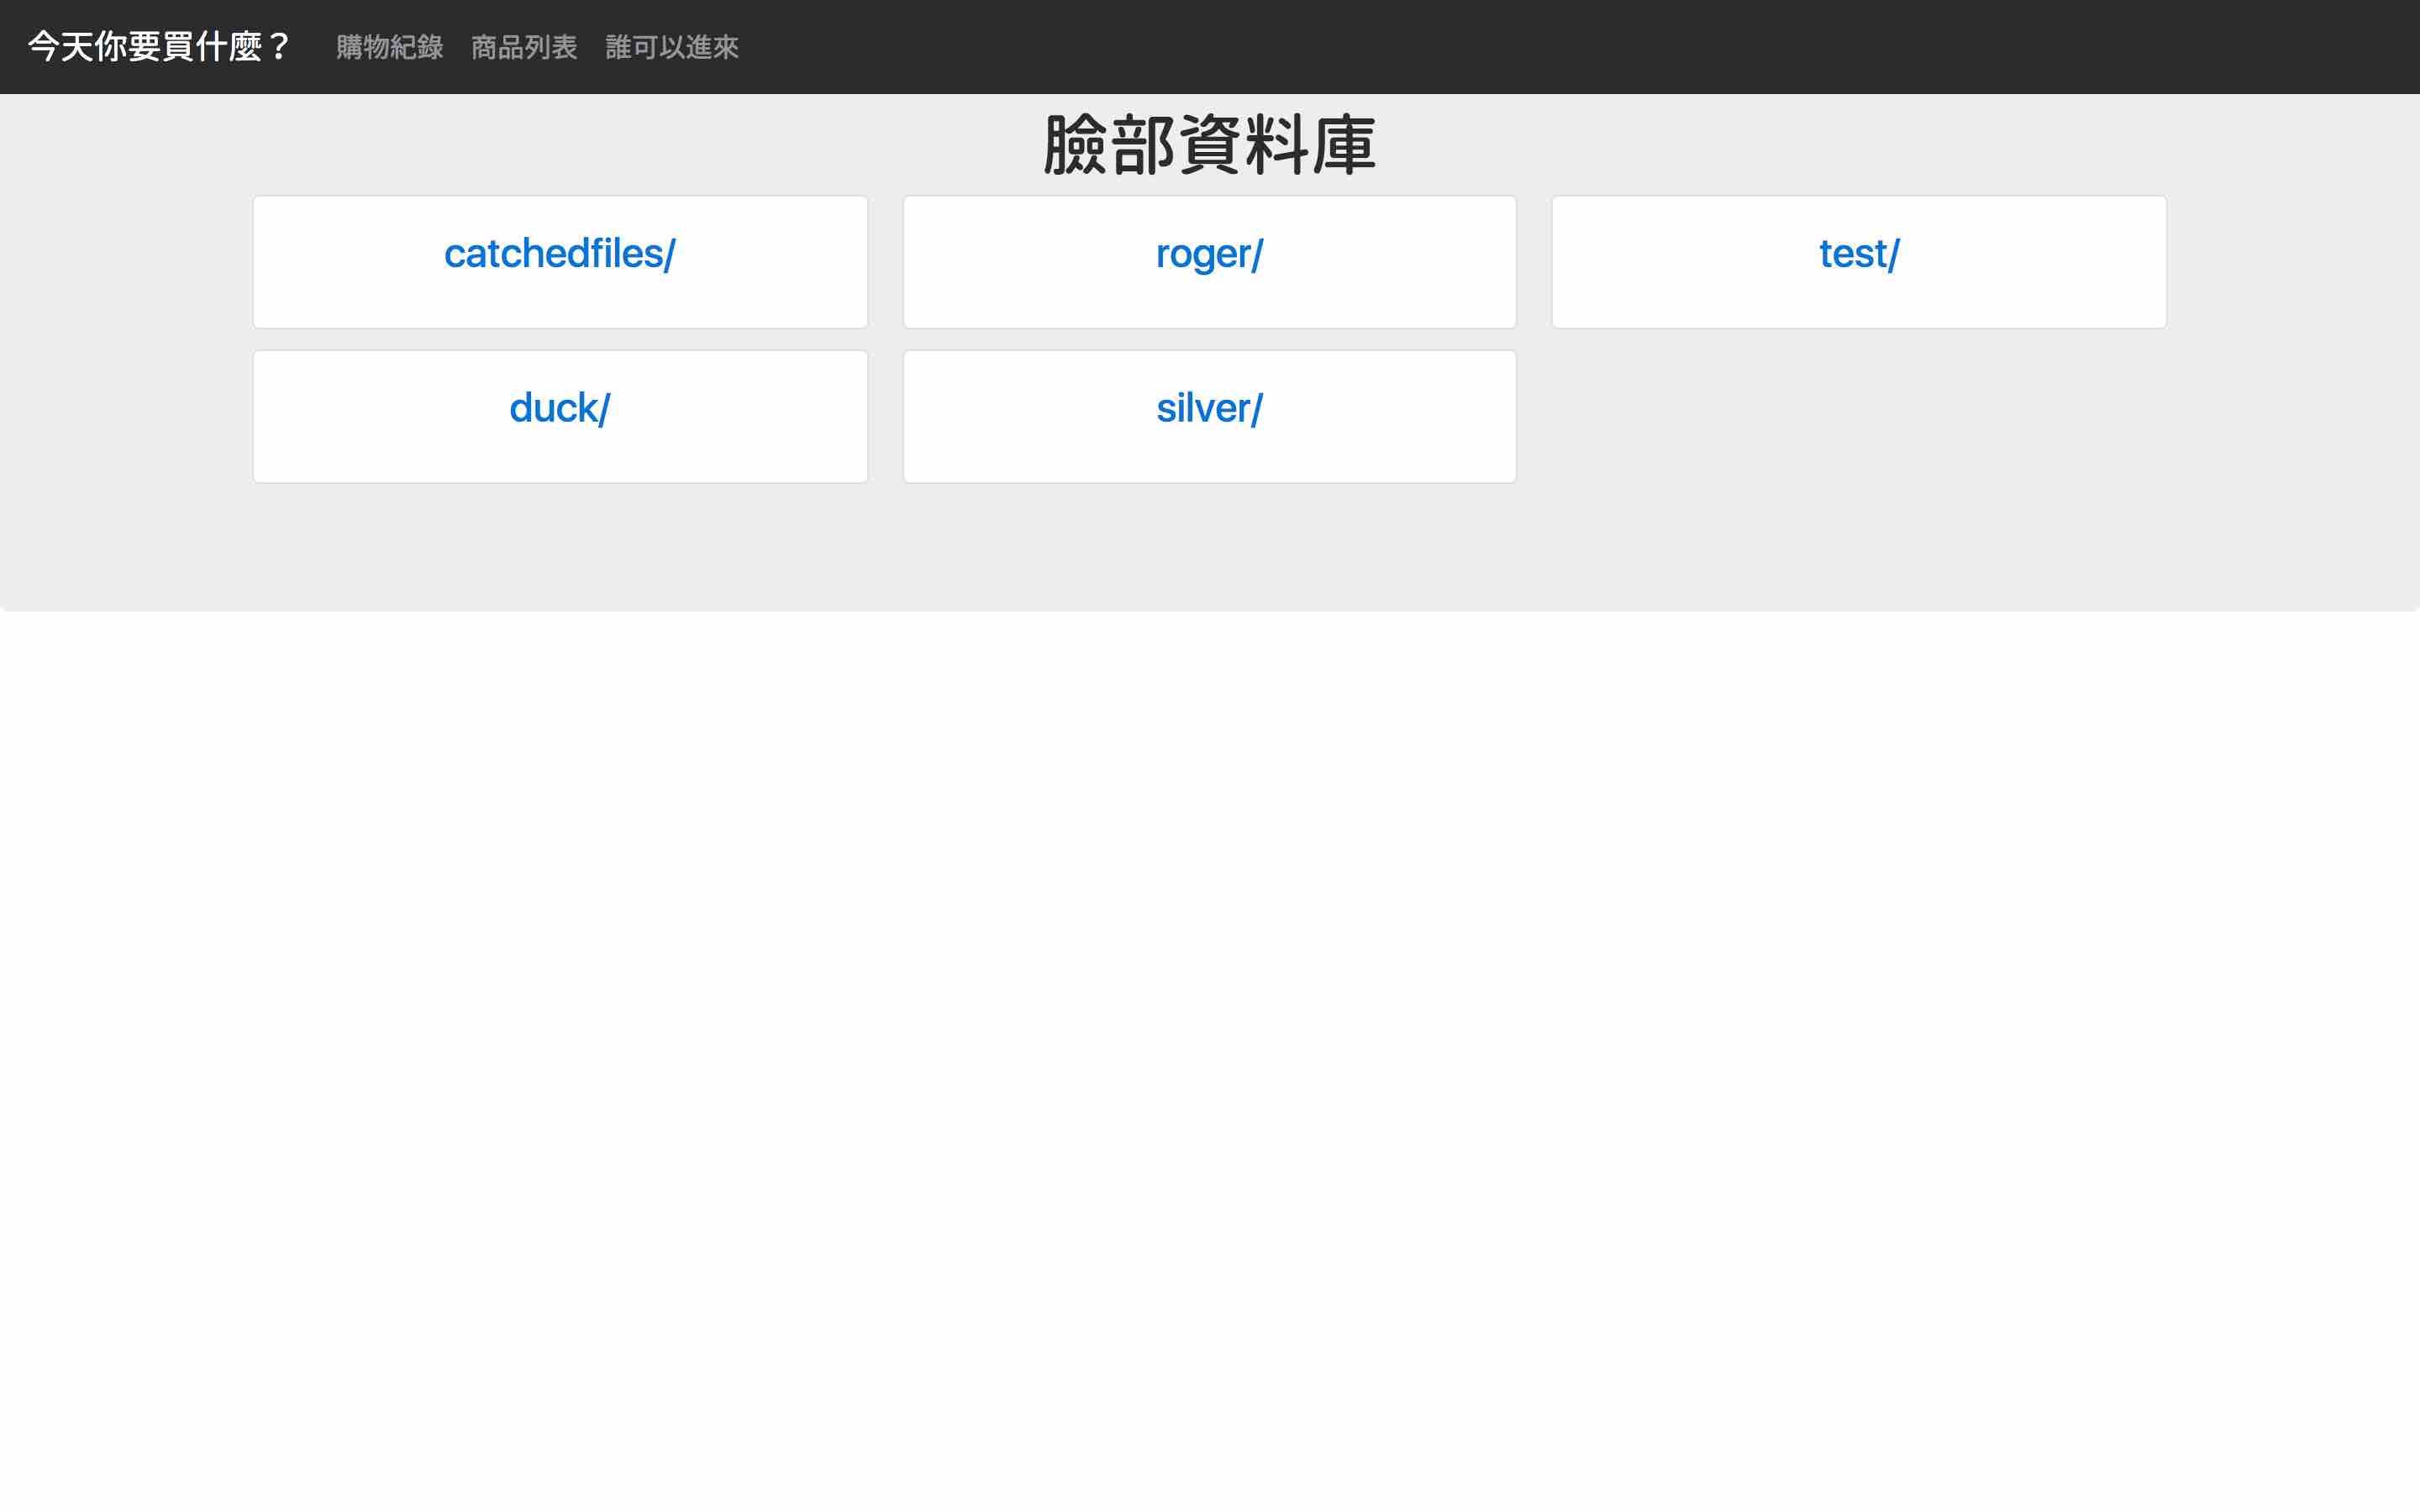 今天你要買什麼？ 購物紀錄 商品列表 誰可以進來
臉部資料庫
catchedfiles/ roger/ test/
duck/ silver/